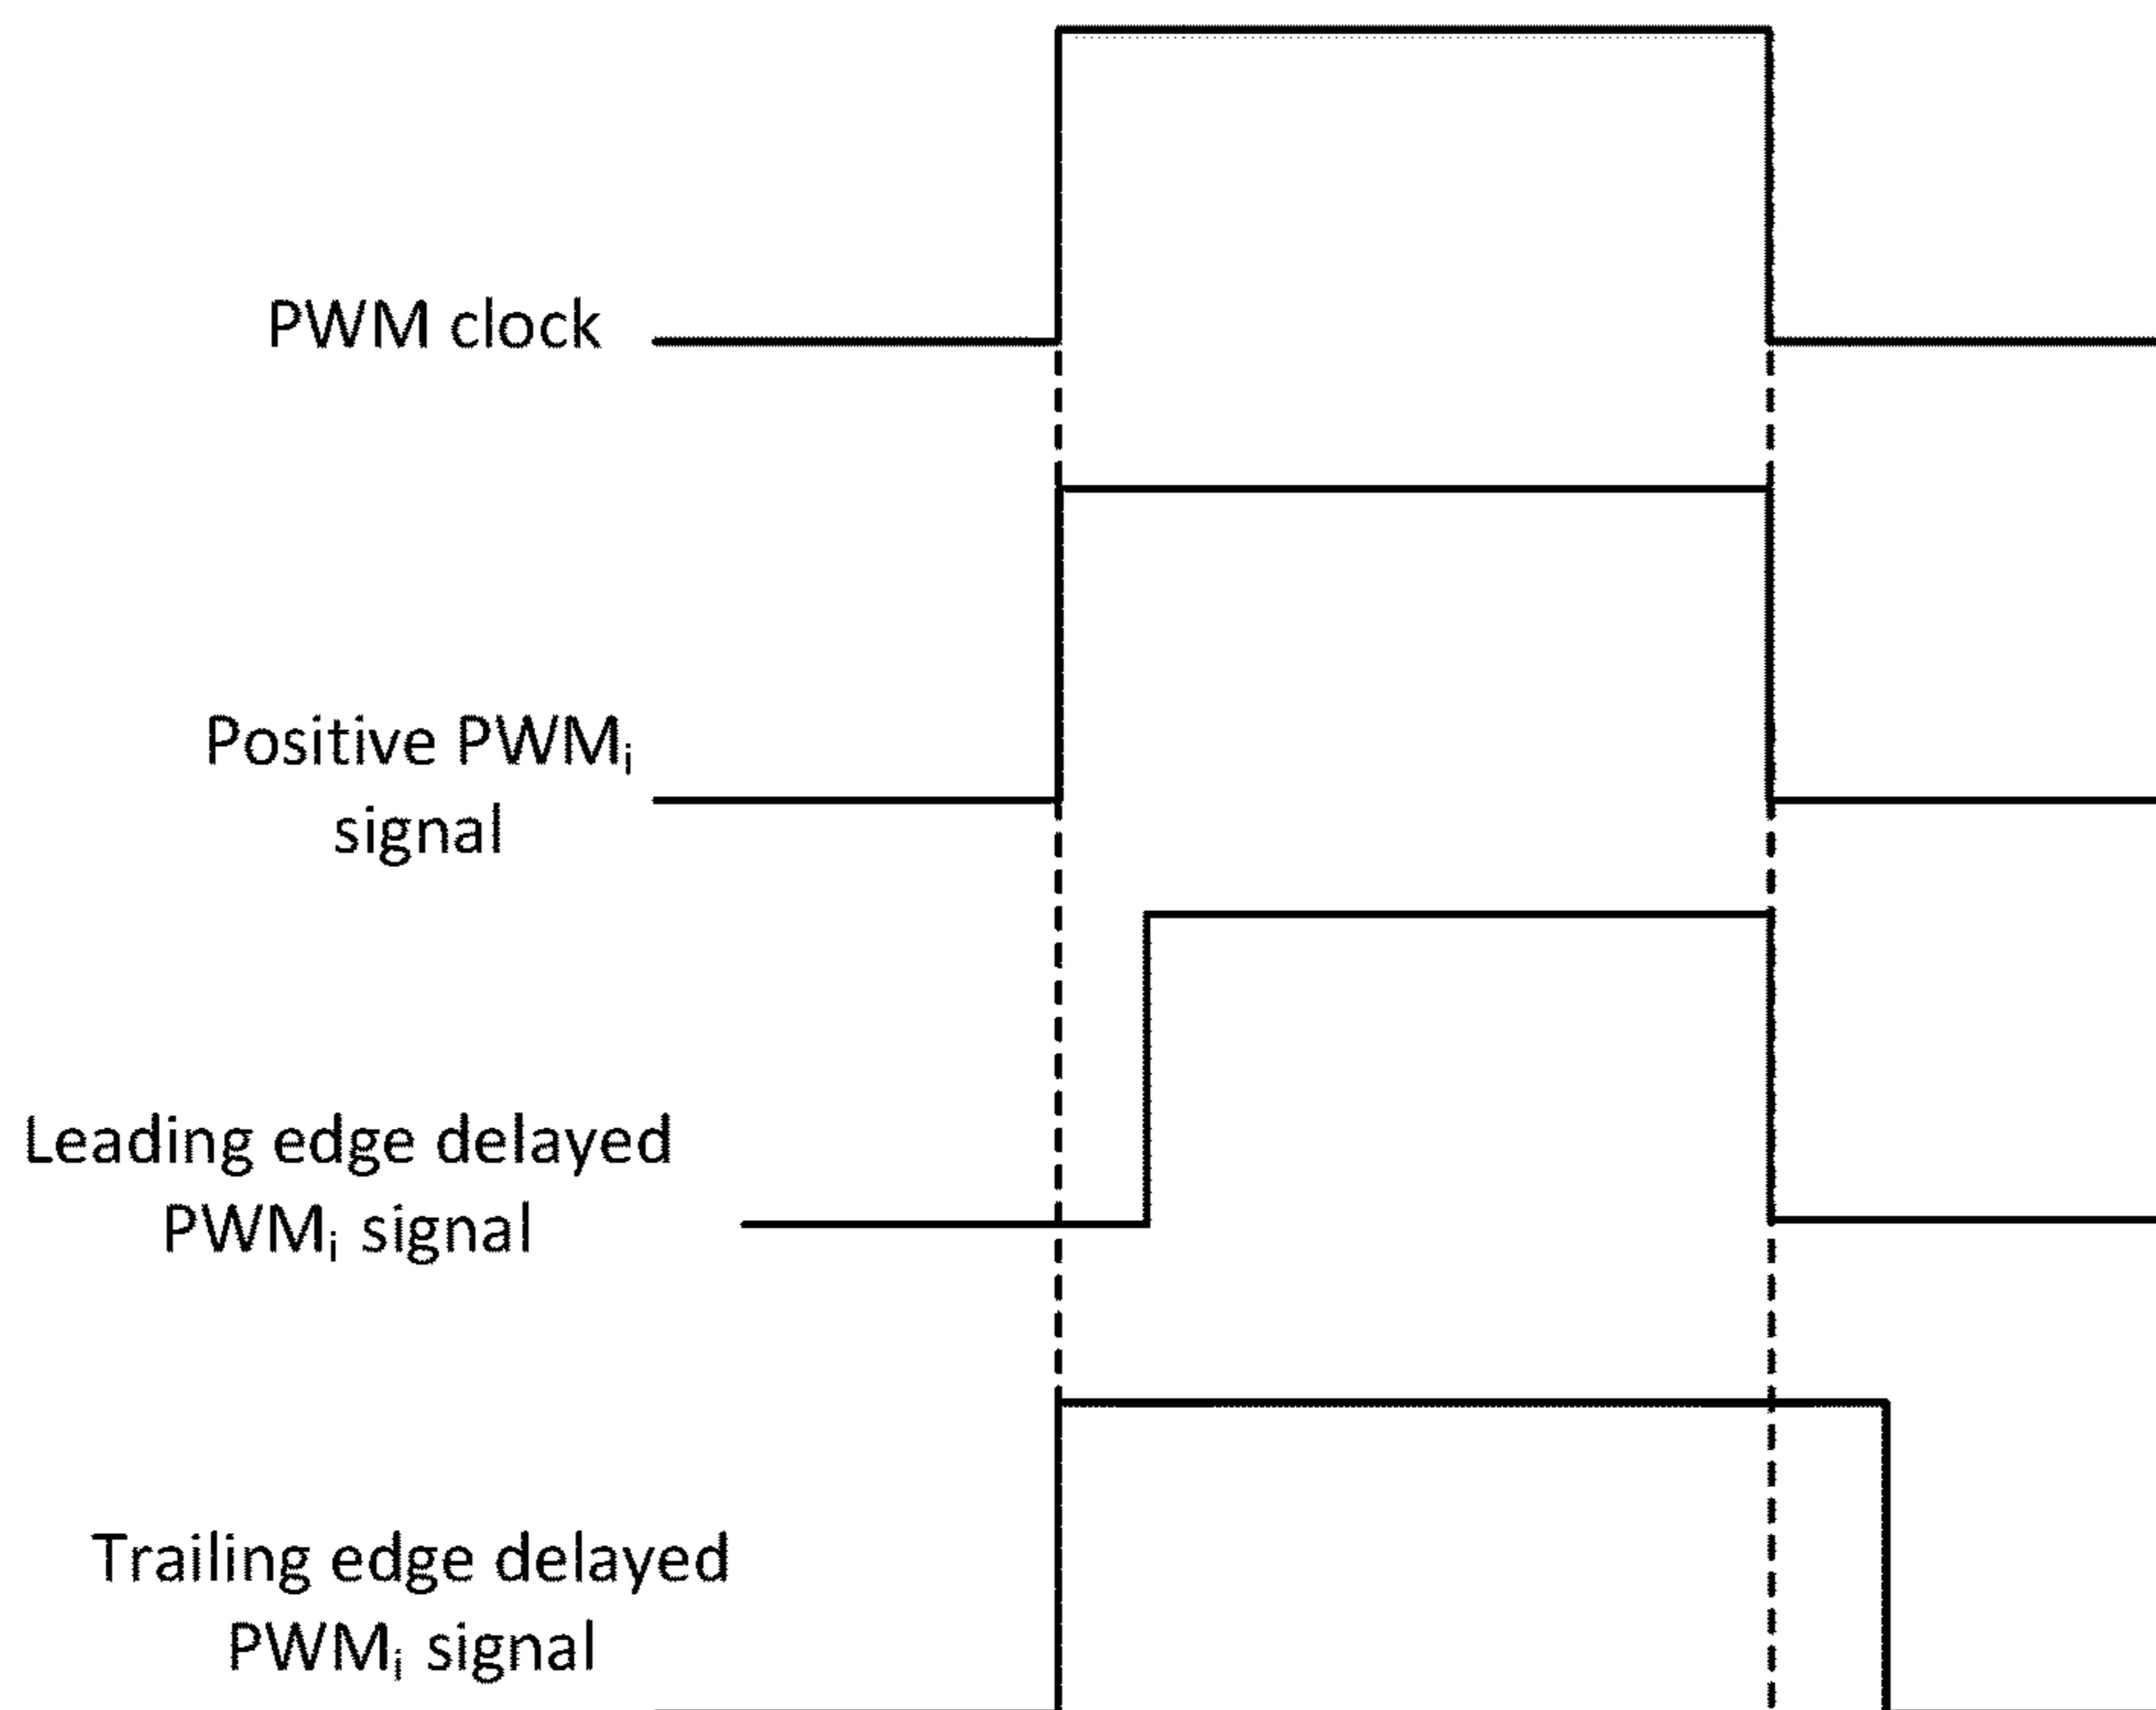 PWM clock
Positive PWMᵢ
signal
Leading edge delayed
PWMᵢ signal
Trailing edge delayed
PWMᵢ signal